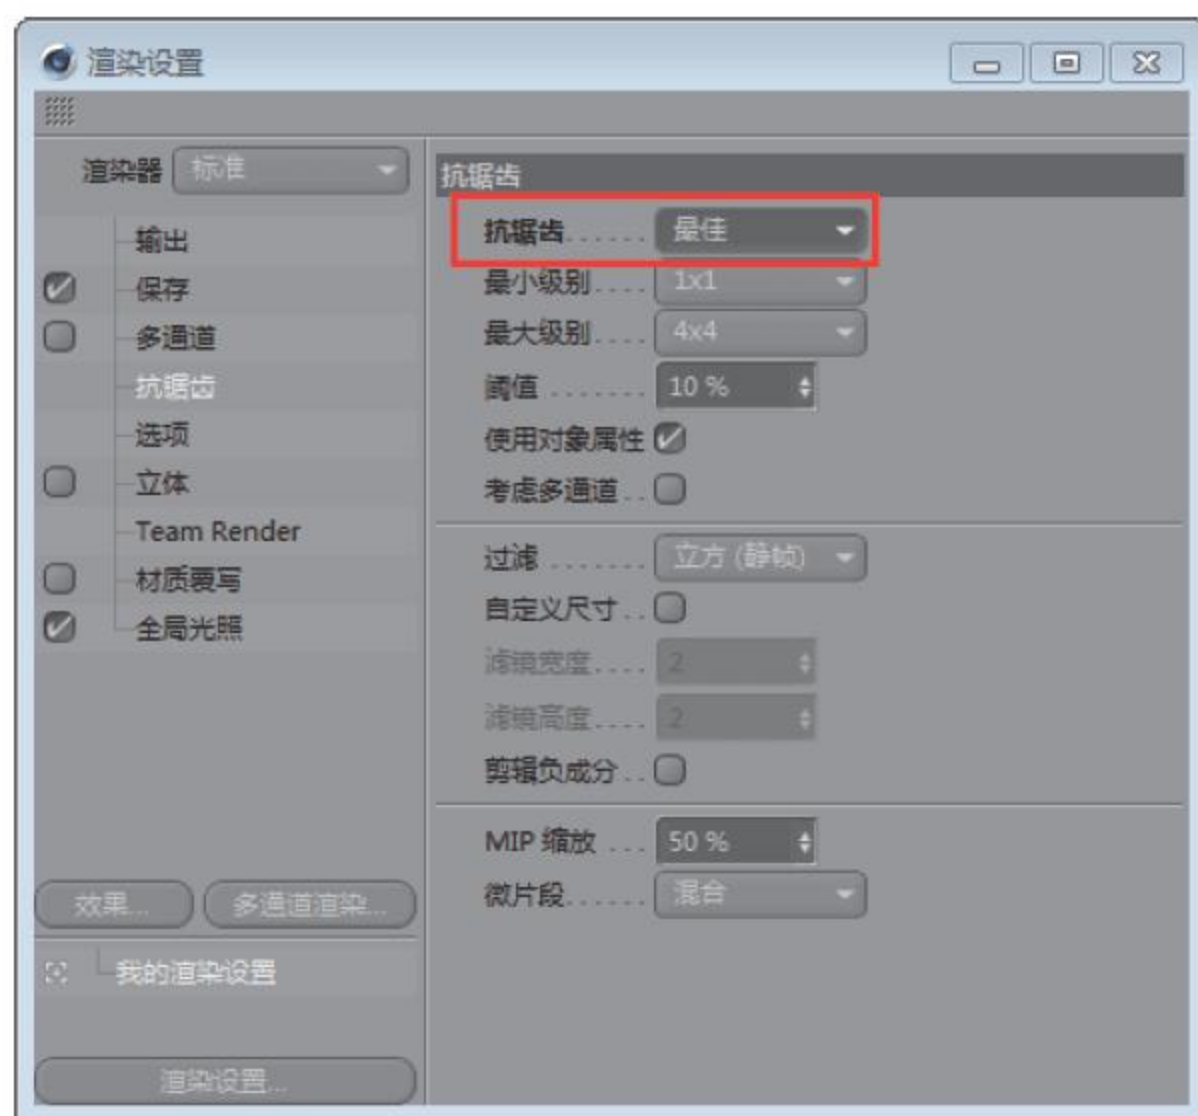 渲染设置
渲染器 标准
输出
保存
多通道
抗锯齿
选项
立体
Team Render
材质覆写
全局光照
效果...
多通道渲染...
我的渲染设置
渲染设置...
抗锯齿
抗锯齿...... 最佳
最小级别.... 1x1
最大级别.... 4x4
阈值....... 10 %
使用对象属性
考虑多通道..
过滤....... 立方 (静帧)
自定义尺寸..
滤镜宽度.... 2
滤镜高度.... 2
剪辑负成分..
MIP 缩放 ... 50 %
微片段...... 混合